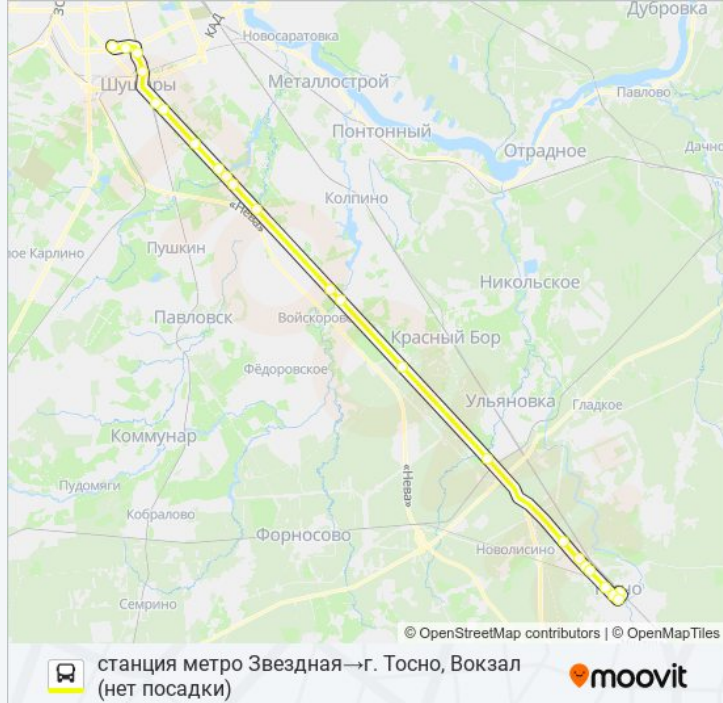 Дубровка
КАД
Новосаратовка
Шушары
Металлострой
Павлово
Понтонный
Отрадное
Дачно
Колпино
«Нева»
Пушкин
ое Карлино
Никольское
Павловск
Войскорово
Красный Бор
Фёдоровское
Ульяновка
Гладкое
Коммунар
«Нева»
Пудомяги
Кобралово
Форносово
Новолисино
Семрино
© OpenStreetMap contributors | © OpenMapTiles
станция метро Звездная→г. Тосно, Вокзал
(нет посадки)
moovit